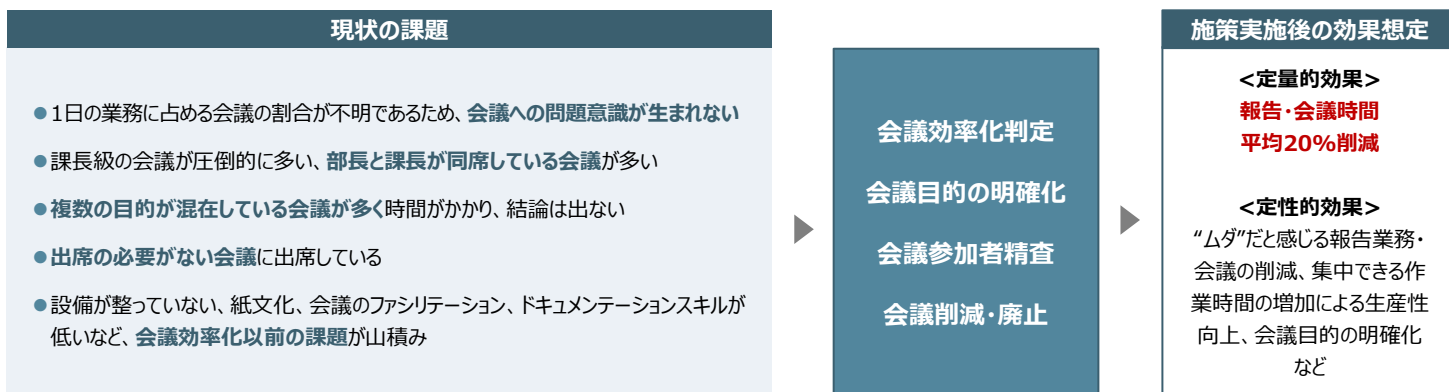 現状の課題
●1日の業務に占める会議の割合が不明であるため、会議への問題意識が生まれない
●課長級の会議が圧倒的に多い、部長と課長が同席している会議が多い
●複数の目的が混在している会議が多く時間がかかり、結論は出ない
●出席の必要がない会議に出席している
●設備が整っていない、紙文化、会議のファシリテーション、ドキュメンテーションスキルが
低いなど、会議効率化以前の課題が山積み
会議効率化判定
会議目的の明確化
会議参加者精査
会議削減・廃止
施策実施後の効果想定
<定量的効果>
報告・会議時間
平均20%削減
<定性的効果>
“ムダ”だと感じる報告業務・
会議の削減、集中できる作
業時間の増加による生産性
向上、会議目的の明確化
など